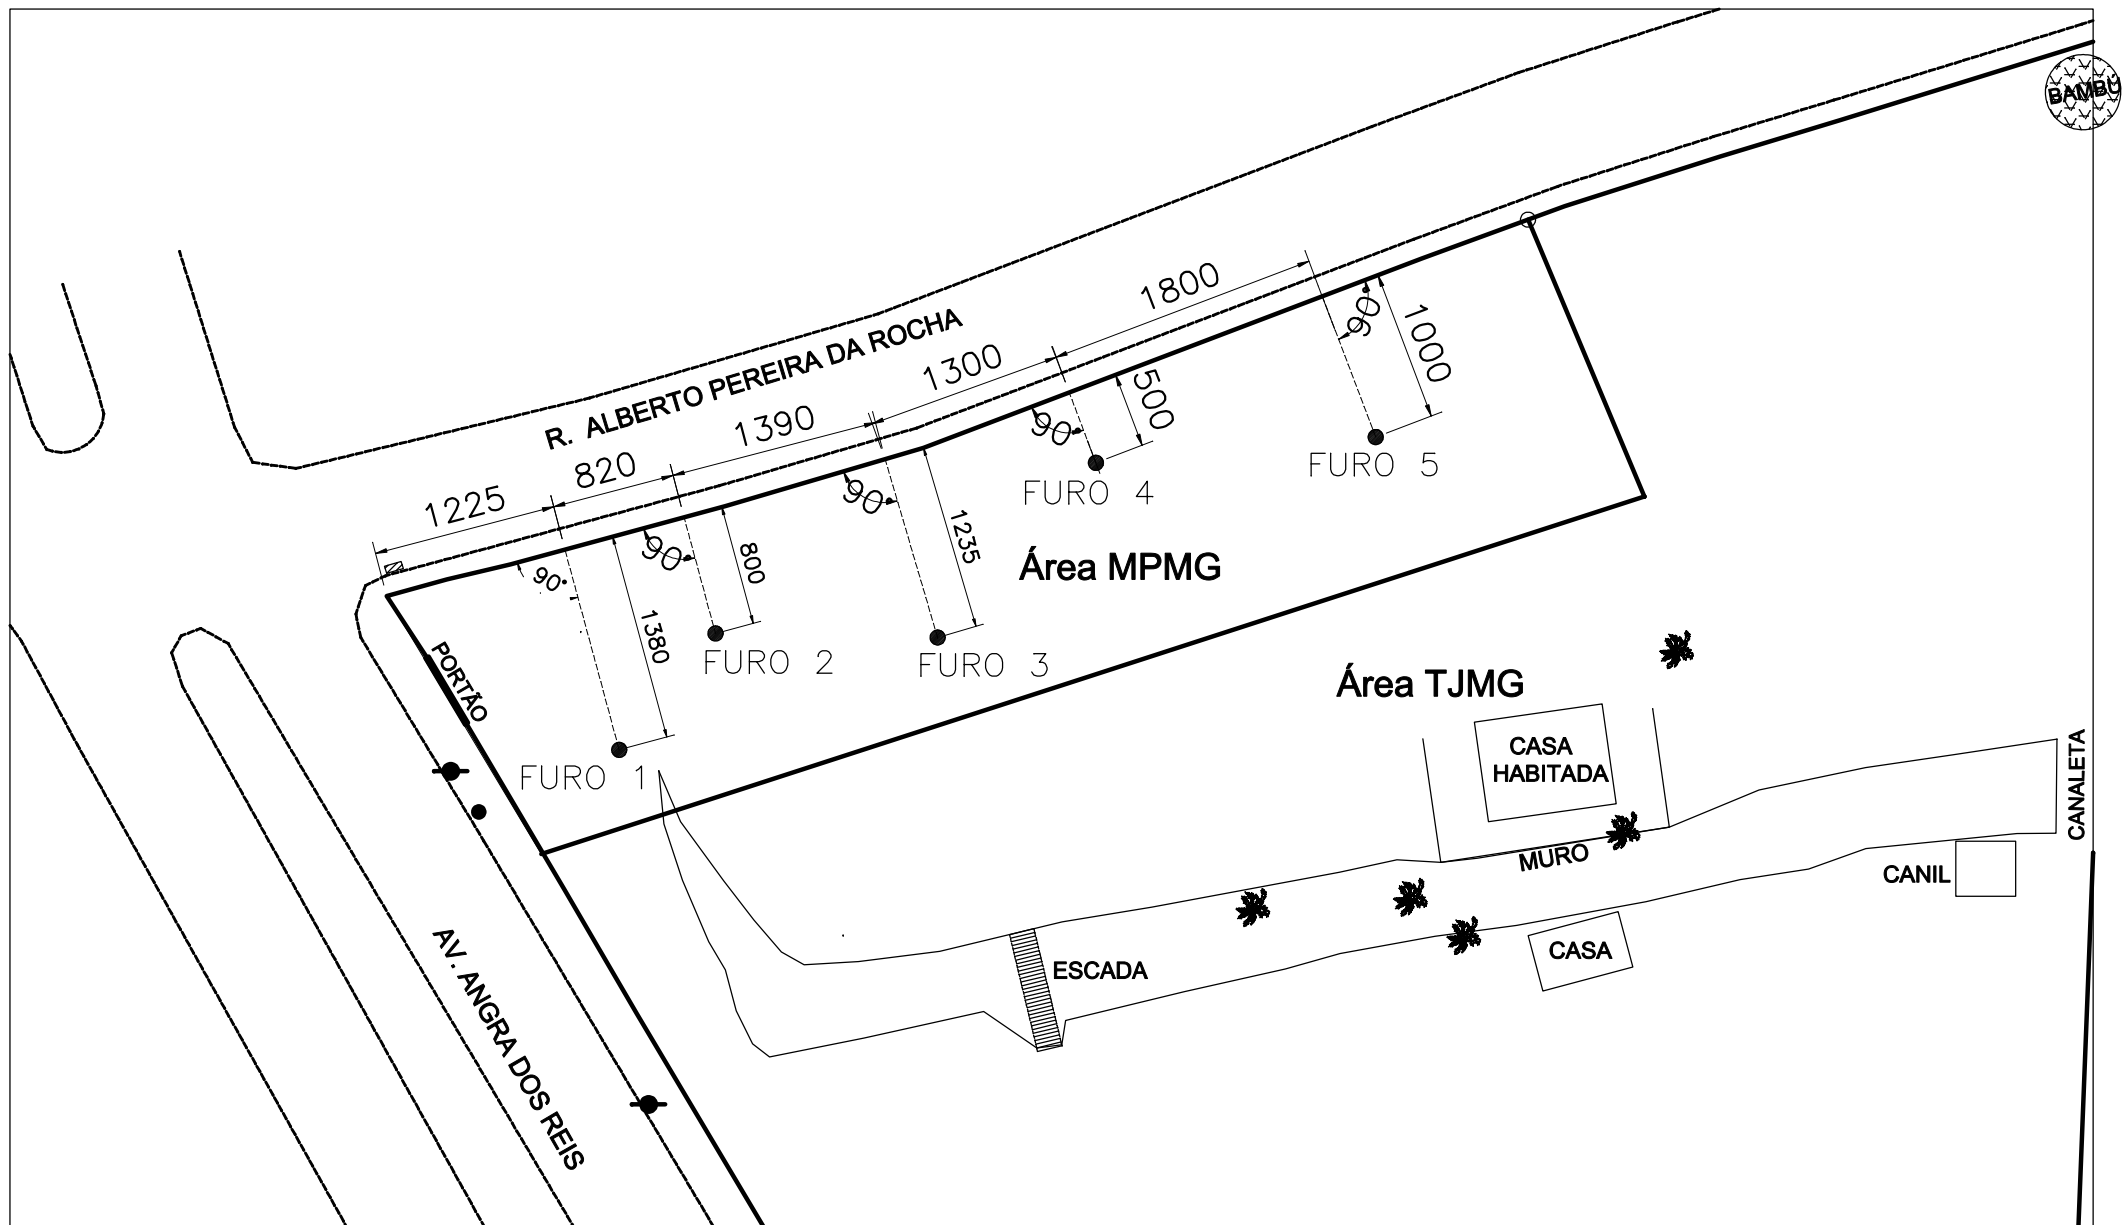 BAMBÚ
1800
R. ALBERTO PEREIRA DA ROCHA
1300
1390
820
1225
90°
1000
500
90°
90°
90°
90°
FURO 5
FURO 4
1235
800
1380
Área MPMG
FURO 2
FURO 3
FURO 1
PORTÃO
Área TJMG
CASA
HABITADA
CANALETA
MURO
CANIL
CASA
ESCADA
AV. ANGRA DOS REIS